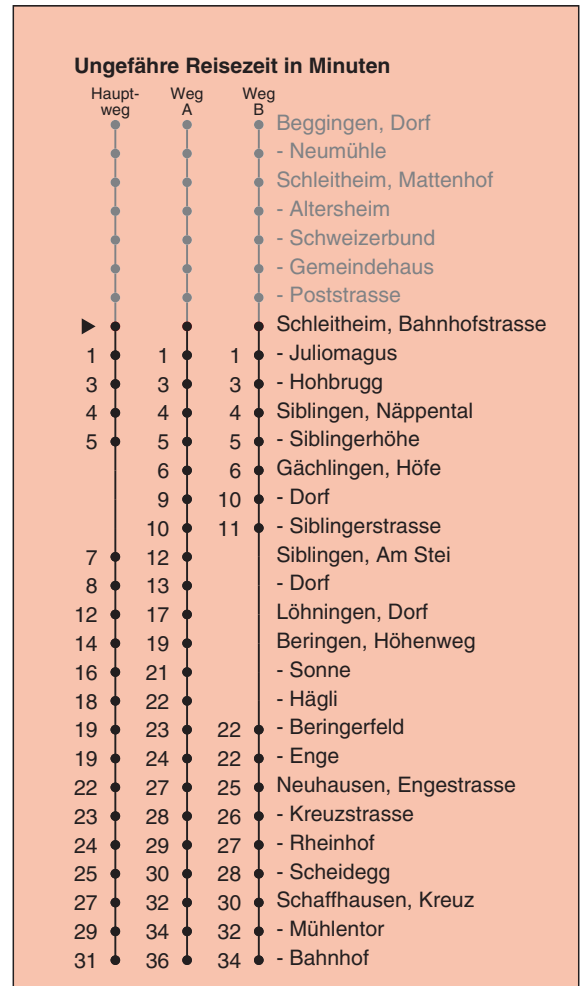 Ungefähre Reisezeit in Minuten
Haupt- Weg Weg
weg A B
Beggingen, Dorf
- Neumühle
Schleitheim, Mattenhof
- Altersheim
- Schweizerbund
- Gemeindehaus
- Poststrasse
Schleitheim, Bahnhofstrasse
1 1 1 - Juliomagus
3 3 3 - Hohbrugg
4 4 4 Siblingen, Näppental
5 5 5 - Siblingerhöhe
6 6 Gächlingen, Höfe
9 10 - Dorf
10 11 - Siblingerstrasse
7 12 Siblingen, Am Stei
8 13 - Dorf
12 17 Löhningen, Dorf
14 19 Beringen, Höhenweg
16 21 - Sonne
18 22 - Hägli
19 23 22 - Beringerfeld
19 24 22 - Enge
22 27 25 Neuhausen, Engestrasse
23 28 26 - Kreuzstrasse
24 29 27 - Rheinhof
25 30 28 - Scheidegg
27 32 30 Schaffhausen, Kreuz
29 34 32 - Mühlentor
31 36 34 - Bahnhof